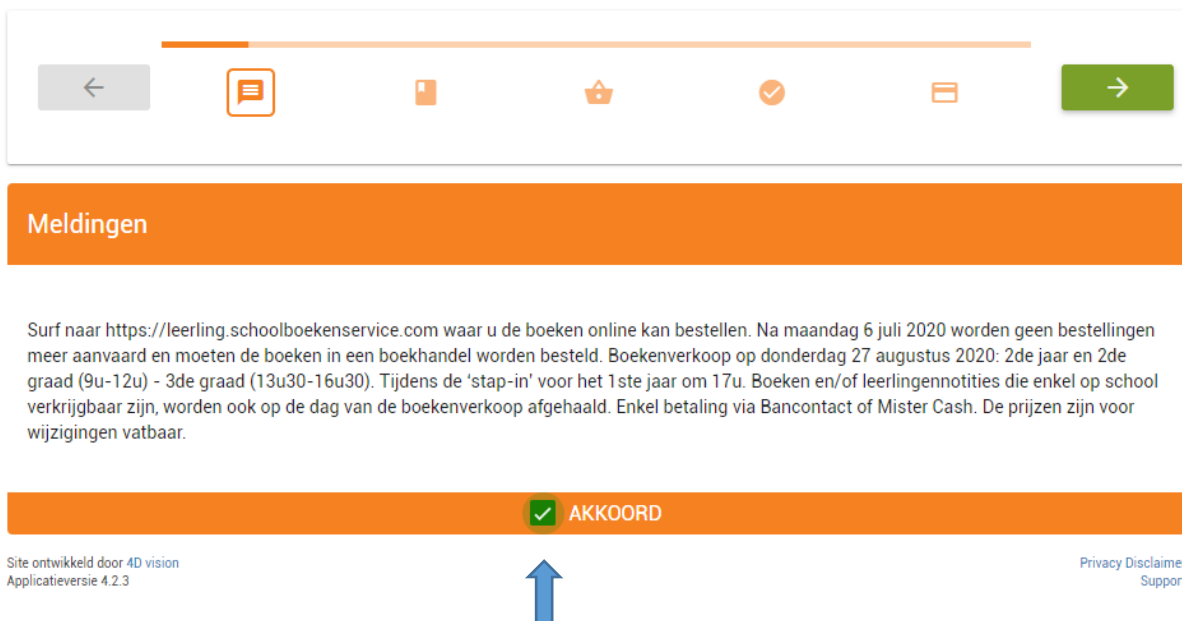 Meldingen
Surf naar https://leerling.schoolboekenservice.com waar u de boeken online kan bestellen. Na maandag 6 juli 2020 worden geen bestellingen
meer aanvaard en moeten de boeken in een boekhandel worden besteld. Boekenverkoop op donderdag 27 augustus 2020: 2de jaar en 2de
graad (9u-12u) - 3de graad (13u30-16u30). Tijdens de ‘stap-in’ voor het 1ste jaar om 17u. Boeken en/of leerlingennotities die enkel op school
verkrijgbaar zijn, worden ook op de dag van de boekenverkoop afgehaald. Enkel betaling via Bancontact of Mister Cash. De prijzen zijn voor
wijzigingen vatbaar.
AKKOORD
Site ontwikkeld door 4D vision
Applicatieversie 4.2.3
Privacy Disclaime
Suppor